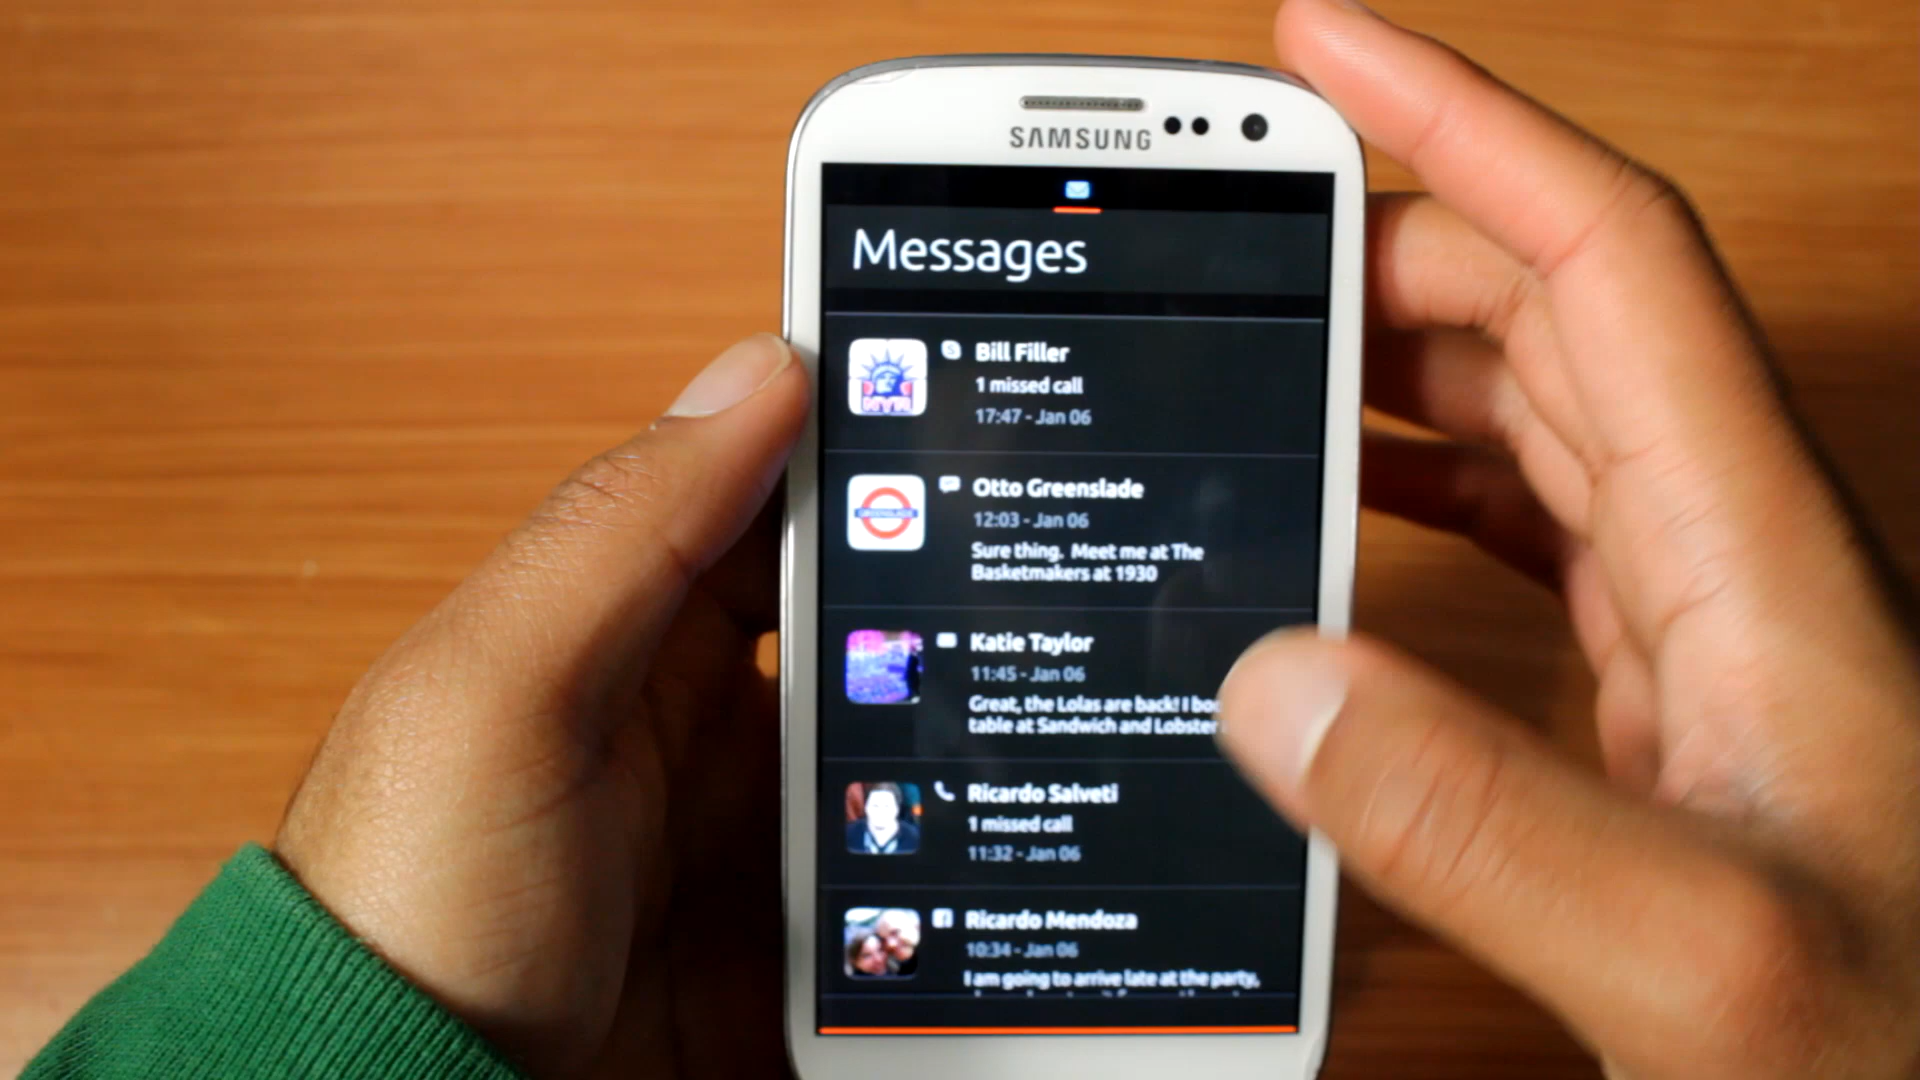 SAMSUNG
Messages
Bill Filler
1 missed call
17:47 - Jan 06
Otto Greenslade
12:03 - Jan 06
Sure thing. Meet me at The
Basketmakers at 1930
Katie Taylor
11:45 - Jan 06
Great, the Lolas are back! I
table at Sandwich and Lobster
Ricardo Salveti
1 missed call
11:32 - Jan 06
Ricardo Mendoza
10:34 - Jan 06
I am going to arrive late at the party,